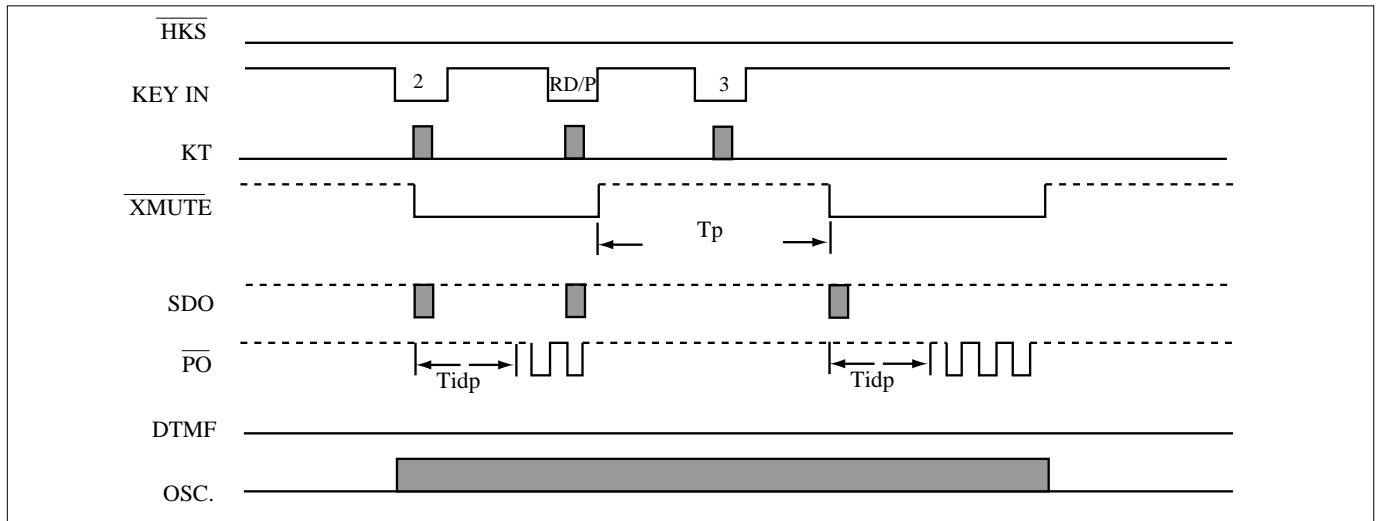 HKS
KEY IN
2
RD/P
3
KT
XMUTE
Tp
SDO
PO
Tidp
Tidp
DTMF
OSC.